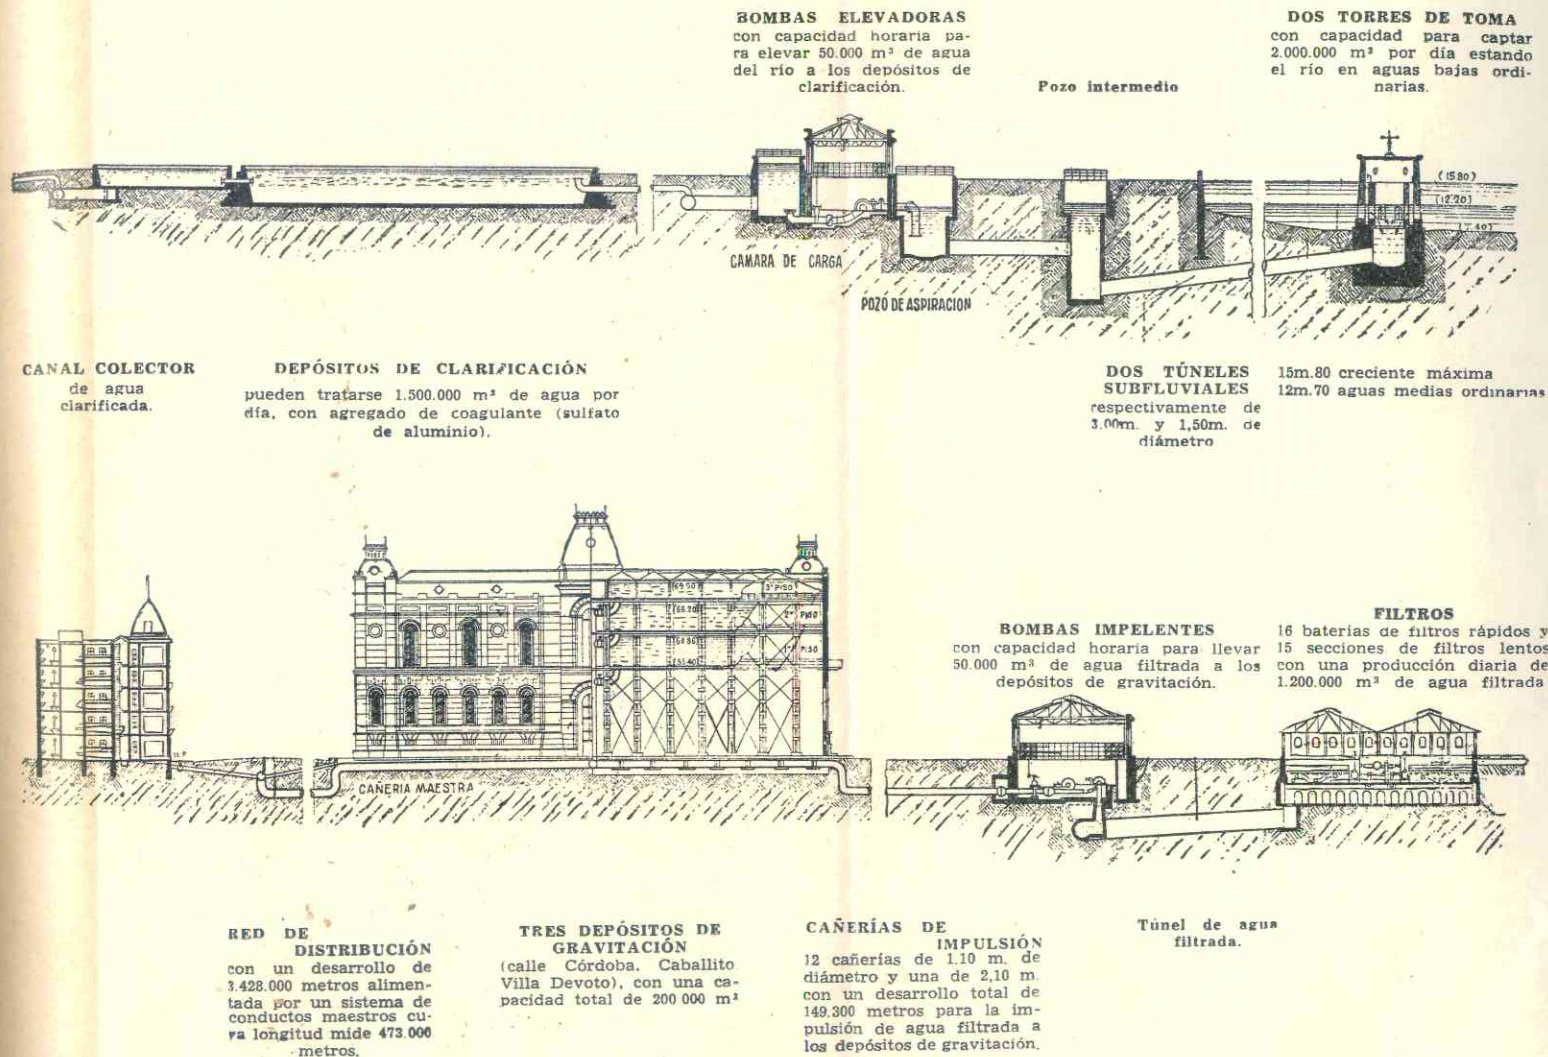 BOMBAS ELEVADORAS
con capacidad horaria pa-
ra elevar 50.000 m³ de agua
del río a los depósitos de
clarificación.
Pozo intermedio
DOS TORRES DE TOMA
con capacidad para captar
2.000.000 m³ por día estando
el río en aguas bajas ordi-
narias.
(15.80)
(12.20)
CAMARA DE CARGA
POZO DE ASPIRACION
CANAL COLECTOR
de agua
clarificada.
DEPÓSITOS DE CLARIFICACIÓN
pueden tratarse 1.500.000 m³ de agua por
día, con agregado de coagulante (sulfato
de aluminio).
DOS TÚNELES
SUBFLUVIALES
respectivamente de
3.00m. y 1,50m. de
diámetro
15m.80 creciente máxima
12m.70 aguas medias ordinarias
3er PISO
2º PISO
1er PISO
CAÑERIA MAESTRA
BOMBAS IMPELENTES
con capacidad horaria para llevar
50.000 m³ de agua filtrada a los
depósitos de gravitación.
FILTROS
16 baterías de filtros rápidos y
15 secciones de filtros lentos
con una producción diaria de
1.200.000 m³ de agua filtrada
RED DE
DISTRIBUCIÓN
con un desarrollo de
3.428.000 metros alimen-
tada por un sistema de
conductos maestros cu-
ya longitud mide 473.000
metros.
TRES DEPÓSITOS DE
GRAVITACIÓN
(calle Córdoba. Caballito
Villa Devoto), con una ca-
pacidad total de 200 000 m³
CAÑERÍAS DE
IMPULSIÓN
12 cañerías de 1.10 m. de
diámetro y una de 2,10 m.
con un desarrollo total de
149.300 metros para la im-
pulsión de agua filtrada a
los depósitos de gravitación.
Túnel de agua
filtrada.